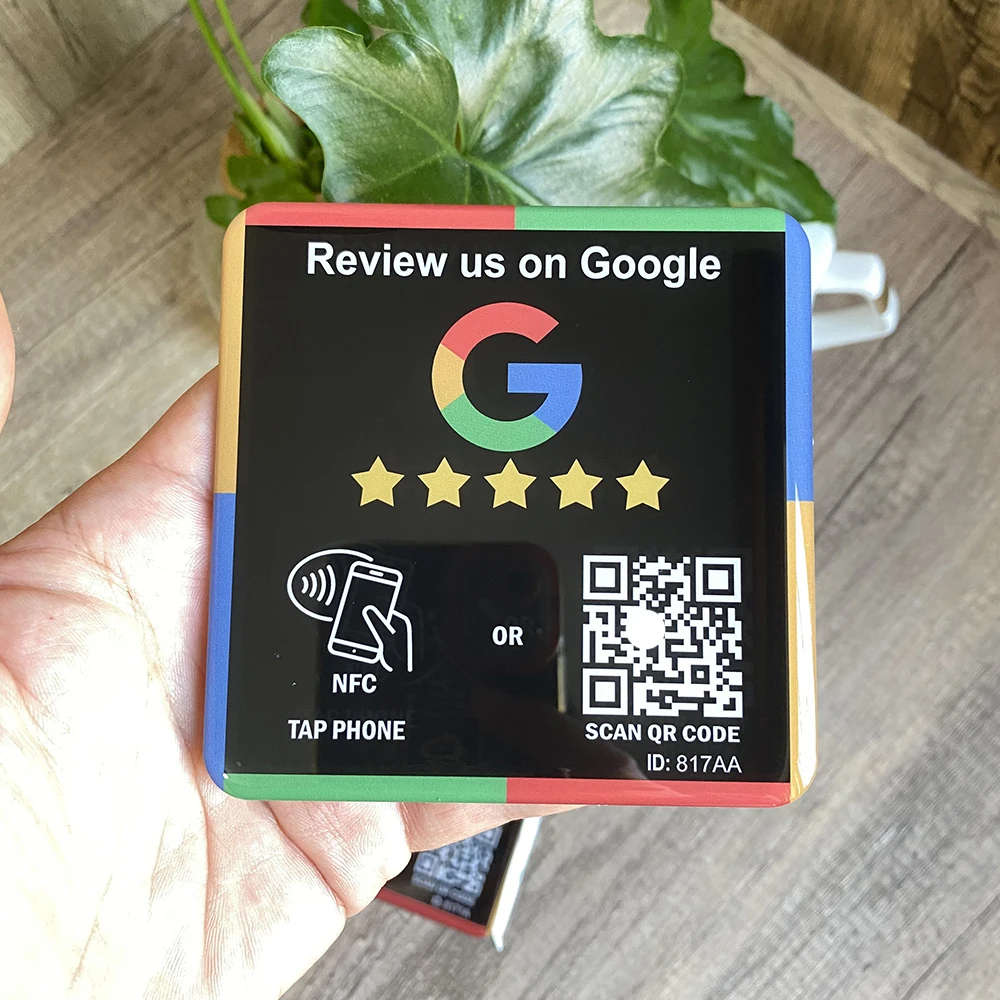 Review us on Google
NFC
TAP PHONE
OR
SCAN QR CODE
ID: 817AA